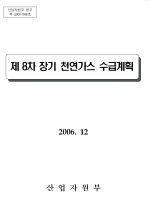 제 8차 장기 천연가스 수급계획
2006. 12
산 업 자 원 부